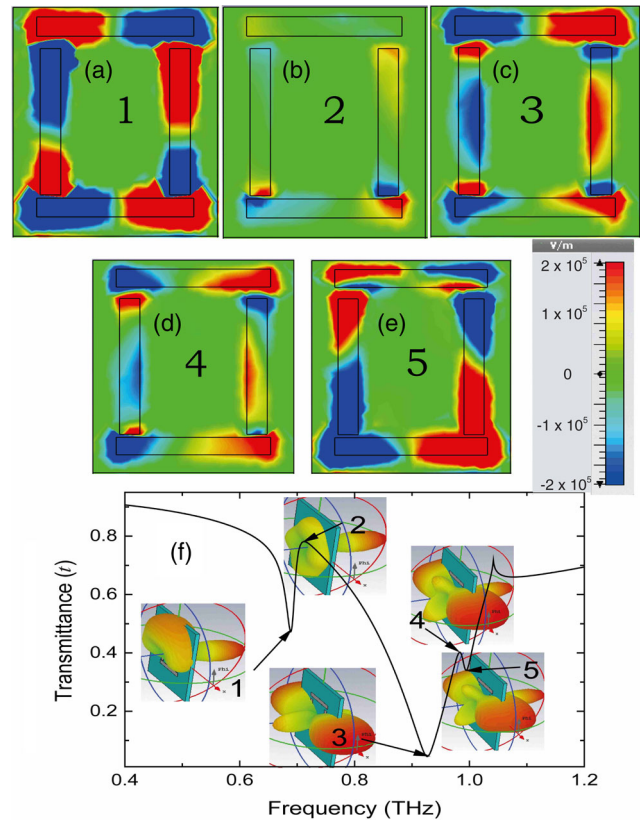 (a) (b) (c)
1 2 3
V/m
2 x 10⁵
1 x 10⁵
0
-1 x 10⁵
-2 x 10⁵
(d) (e)
4 5
(f)
0.8
0.6
0.4
0.2
Transmittance (t)
1
2
3
4
5
0.4 0.6 0.8 1.0 1.2
Frequency (THz)